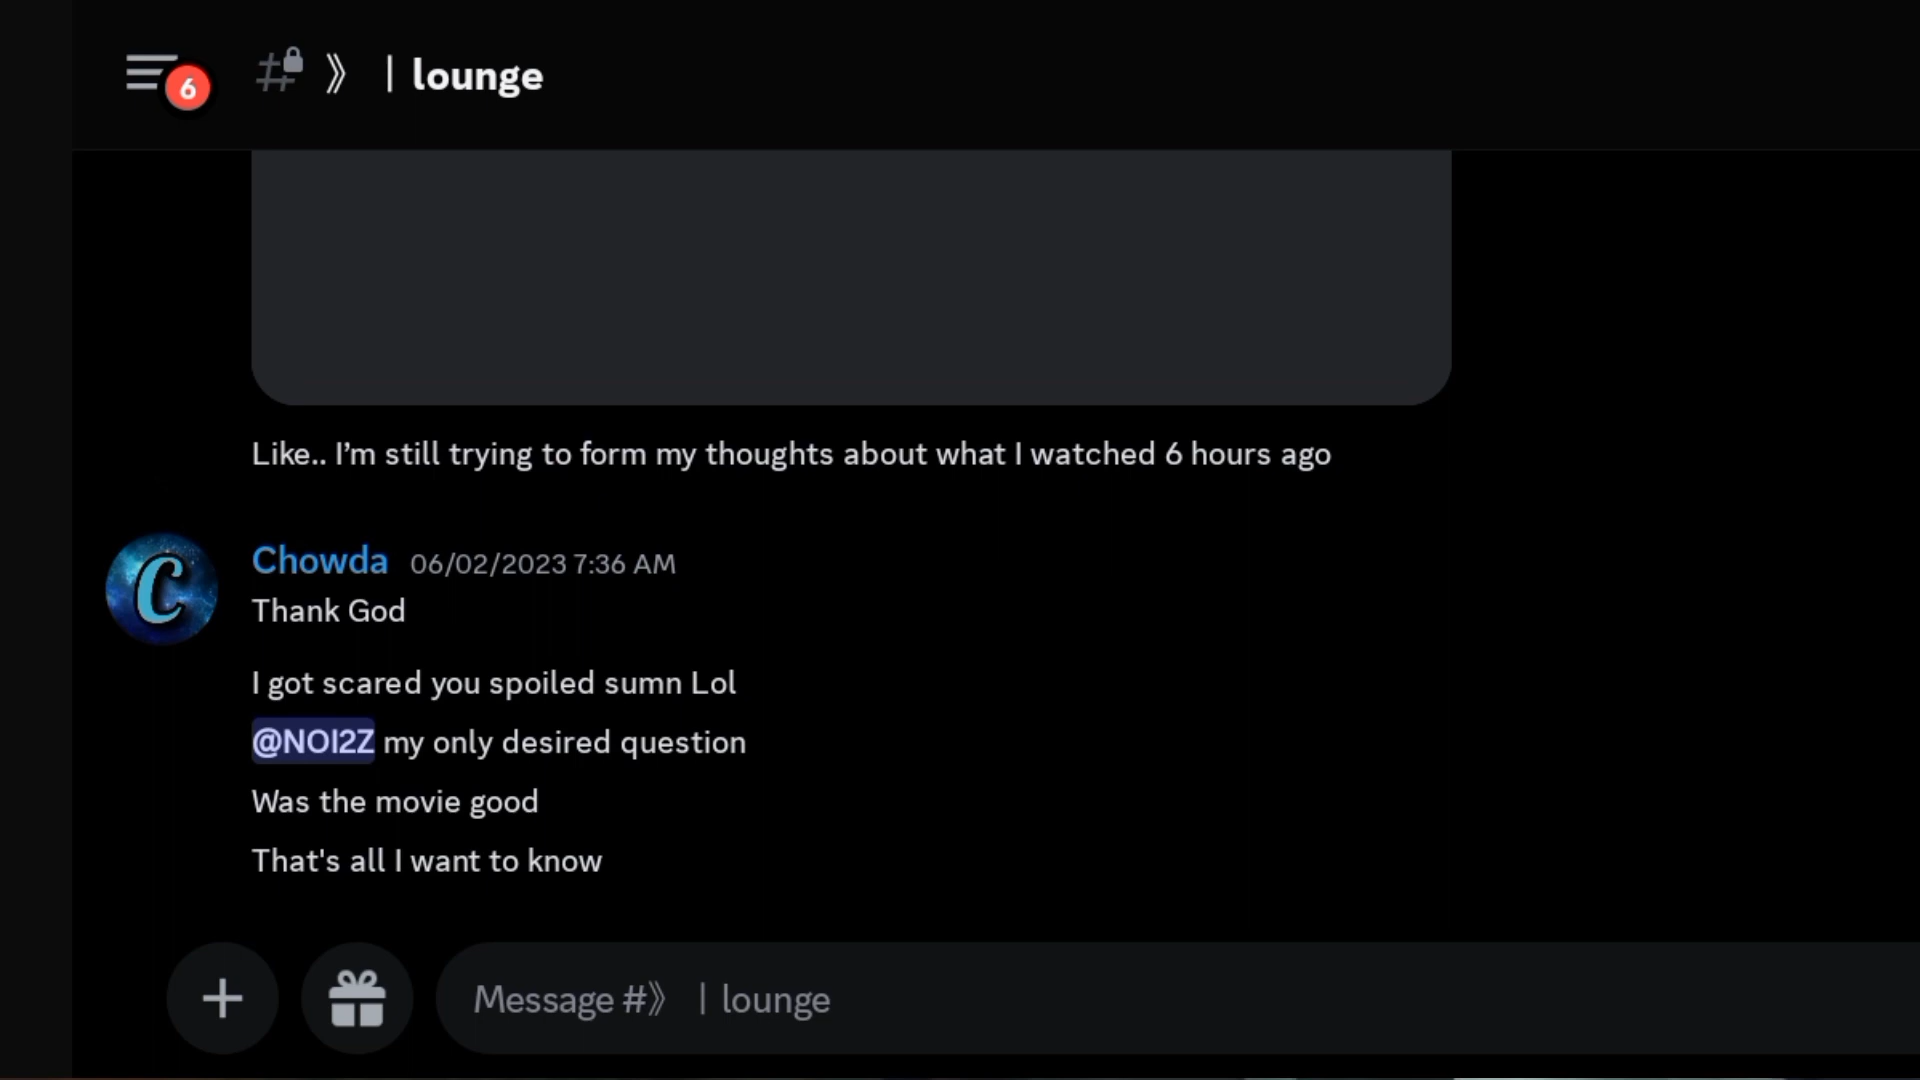 6
# 》 | lounge
Like.. I’m still trying to form my thoughts about what I watched 6 hours ago
C
Chowda 06/02/2023 7:36 AM
Thank God
I got scared you spoiled sumn Lol
@NOI2Z my only desired question
Was the movie good
That's all I want to know
Message #》 | lounge